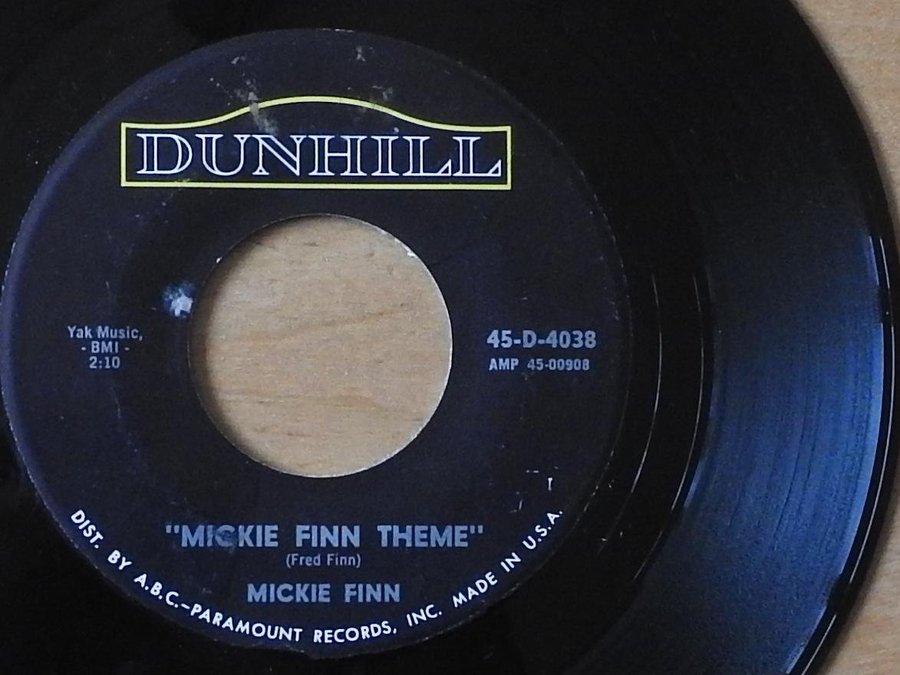 DUNHILL
Yak Music,
- BMI -
2:10
45-D-4038
AMP 45-00908
"MICKIE FINN THEME"
(Fred Finn)
MICKIE FINN
DIST. BY A.B.C.-PARAMOUNT RECORDS, INC. MADE IN U.S.A.